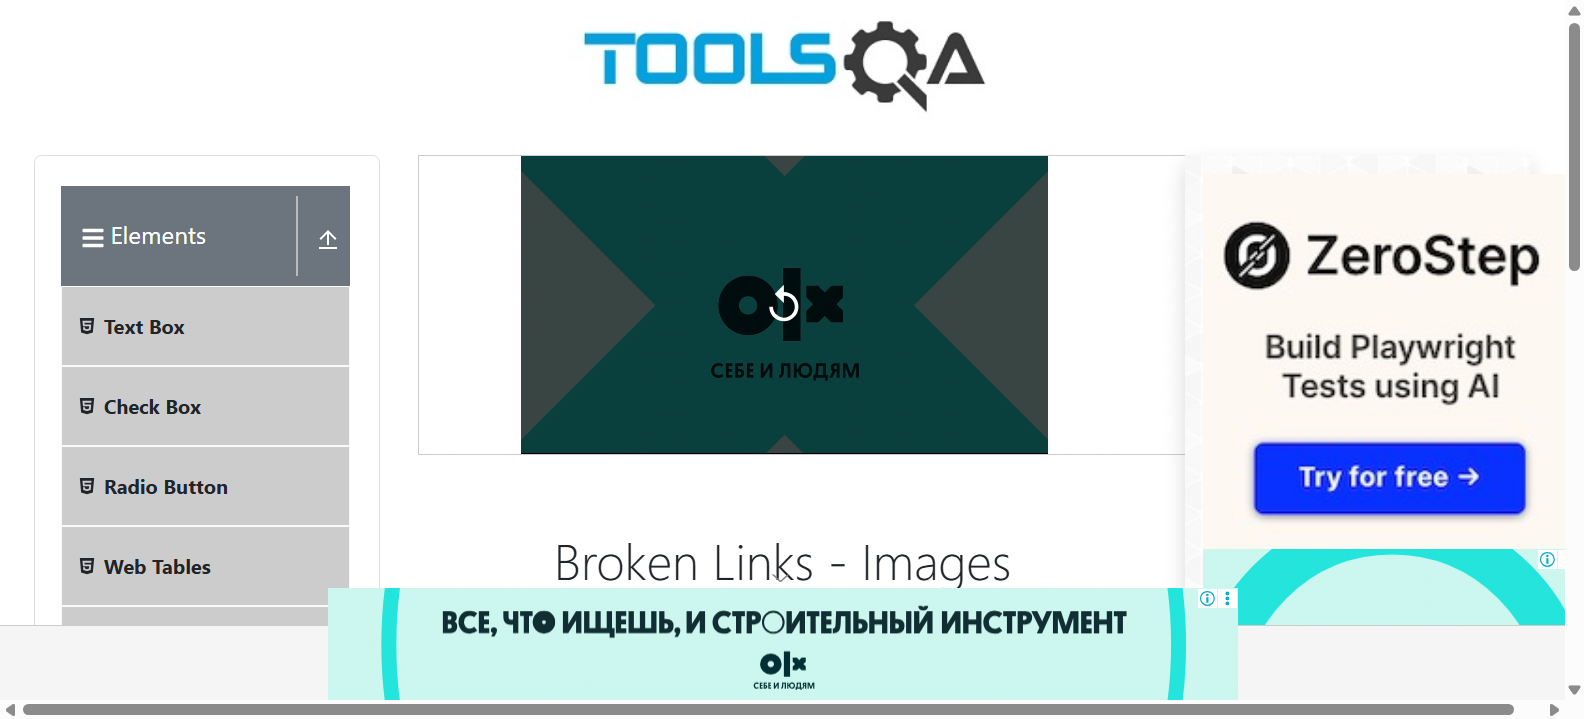 TOOLSQA
Elements
Text Box
Check Box
Radio Button
Web Tables
olx
СЕБЕ И ЛЮДЯМ
Broken Links - Images
ZeroStep
Build Playwright
Tests using AI
Try for free →
ВСЕ, ЧТО ИЩЕШЬ, И СТРОИТЕЛЬНЫЙ ИНСТРУМЕНТ
olx
СЕБЕ И ЛЮДЯМ